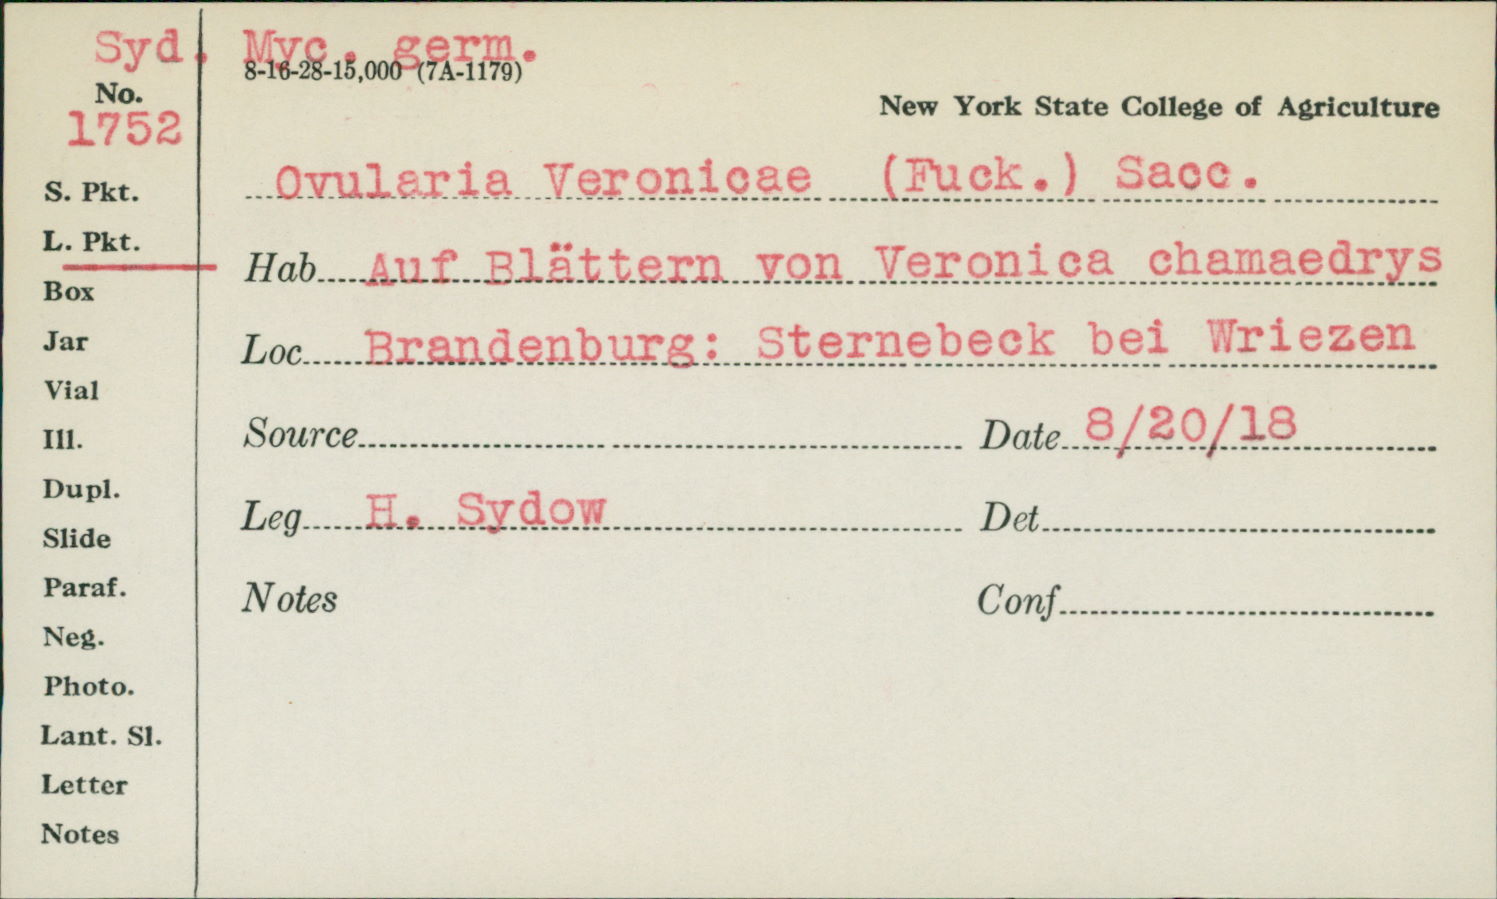 Syd. Myc. germ.
8-16-28-15,000 (7A-1179)
No.
1752
New York State College of Agriculture
Ovularia Veronicae (Fuck.) Sacc.
S. Pkt.
L. Pkt.
Hab Auf Blättern von Veronica chamaedrys
Box
Jar
Loc Brandenburg: Sternebeck bei Wriezen
Vial
Ill.
Source Date 8/20/18
Dupl.
Leg H. Sydow Det
Slide
Paraf.
Notes Conf
Neg.
Photo.
Lant. Sl.
Letter
Notes